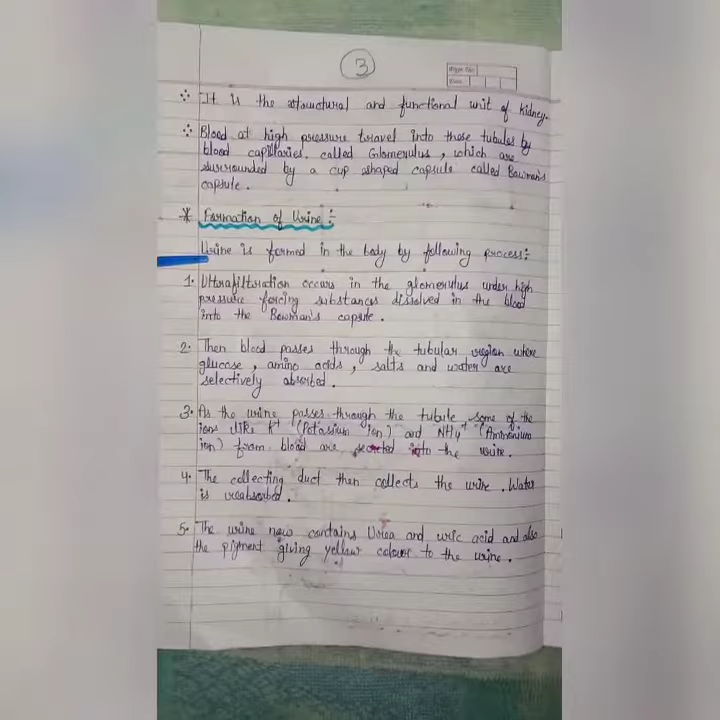 3
Page No.
Date
It is the structural and functional unit of kidney.
Blood at high pressure travel into these tubules by
blood capillaries. called Glomerulus, which are
surrounded by a cup shaped capsule called Bowman's
capsule.
* Formation of Urine :-
Urine is formed in the body by following process:-
1. Ultrafiltration occurs in the glomerulus under high
pressure forcing substances dissolved in the blood
into the Bowman's capsule.
2. Then blood passes through the tubular region where
glucose, amino acids, salts and water are
selectively absorbed.
3. As the urine passes through the tubule some of the
ions like K+ (Potassium ion) and NH4+ (Ammonium
ion) from blood are secreted into the urine.
4. The collecting duct then collects the urine. Water
is reabsorbed.
5. The urine now contains Urea and uric acid and also
the pigment giving yellow colour to the urine.